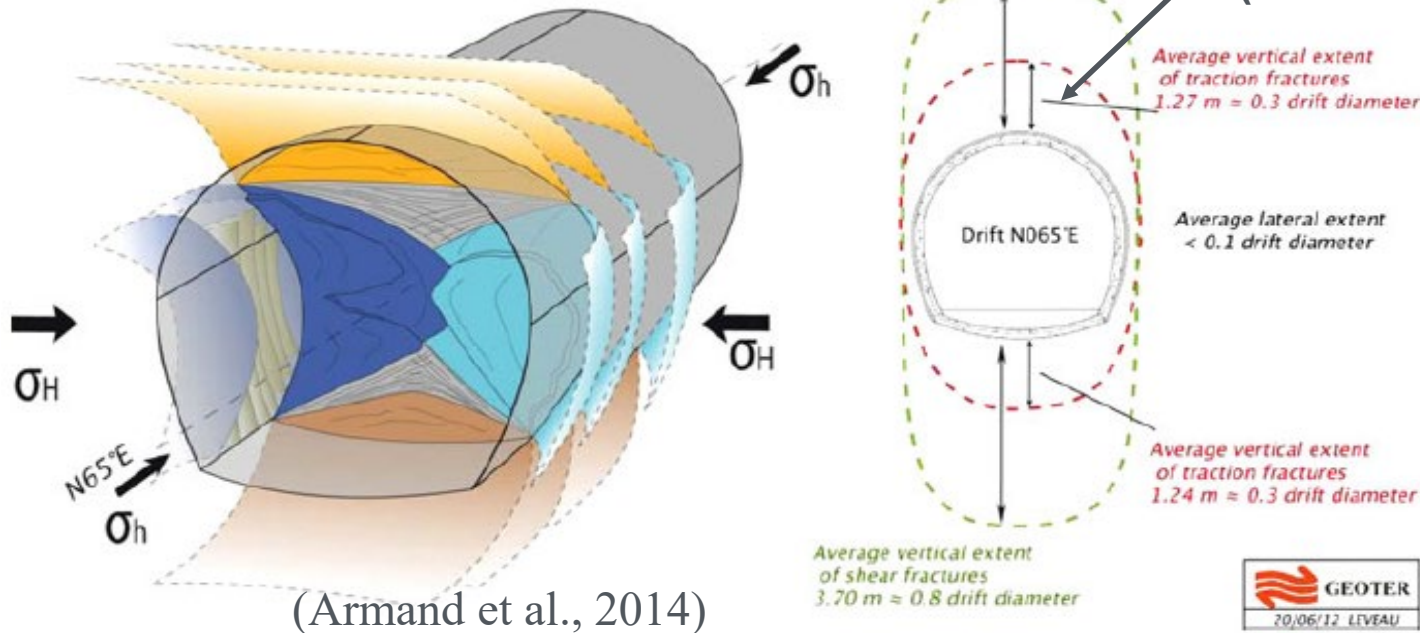 σh
σH
σH
N65°E
σh
(Armand et al., 2014)
(
Average vertical extent
of traction fractures
1.27 m ≈ 0.3 drift diameter
Drift N065°E
Average lateral extent
< 0.1 drift diameter
Average vertical extent
of traction fractures
1.24 m ≈ 0.3 drift diameter
Average vertical extent
of shear fractures
3.70 m ≈ 0.8 drift diameter
GEOTER
20/06/12 LEVEAU